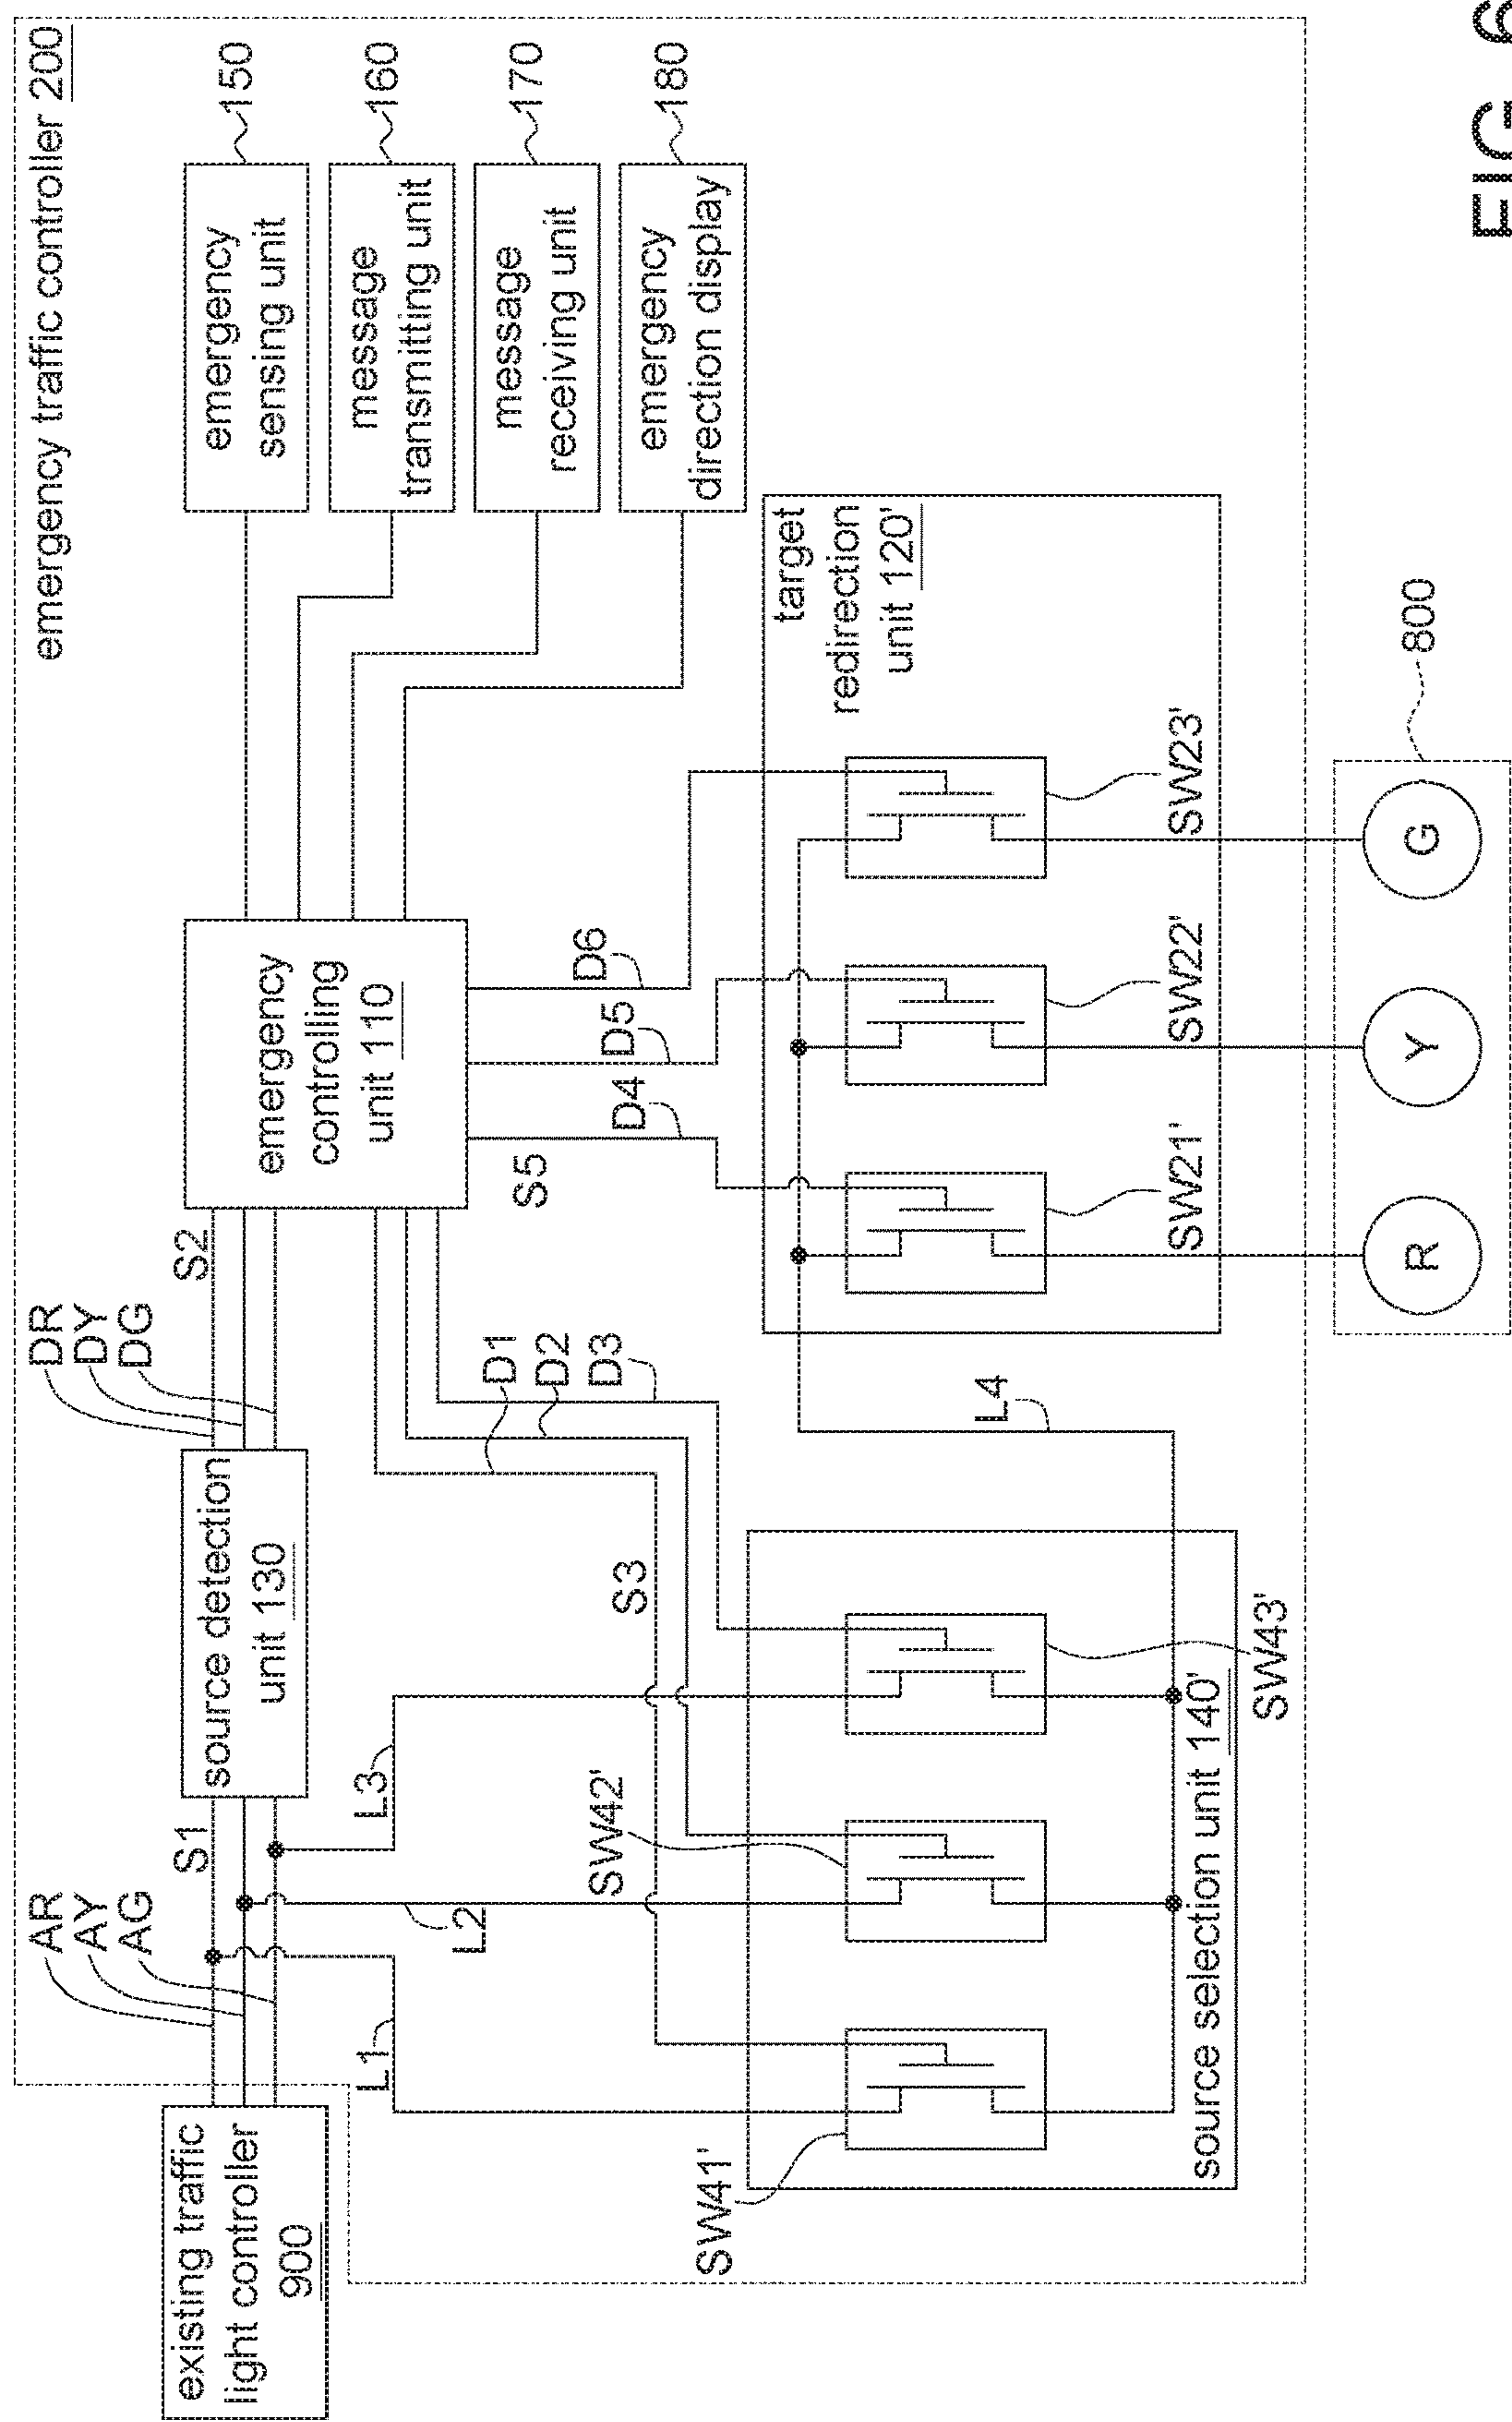 emergency traffic controller 200
existing traffic
light controller
900
AR
AY
AG
S1
source detection
unit 130
DR
DY
DG
S2
emergency
controlling
unit 110
emergency
sensing unit
150
message
transmitting unit
160
message
receiving unit
170
emergency
direction display
180
L1
L2
L3
D1
D2
D3
S3
S5
D4
D5
D6
SW41'
SW42'
SW43'
source selection unit 140'
L4
target
redirection
unit 120'
SW21'
SW22'
SW23'
R
Y
G
800
FIG 6